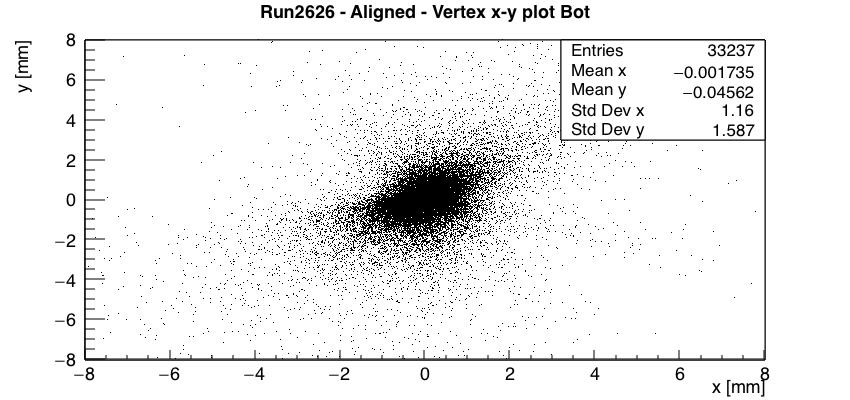 Run2626 - Aligned - Vertex x-y plot Bot
y [mm]
Entries 33237
Mean x −0.001735
Mean y −0.04562
Std Dev x 1.16
Std Dev y 1.587
8
6
4
2
0
−2
−4
−6
−8
−8 −6 −4 −2 0 2 4 6 8
x [mm]